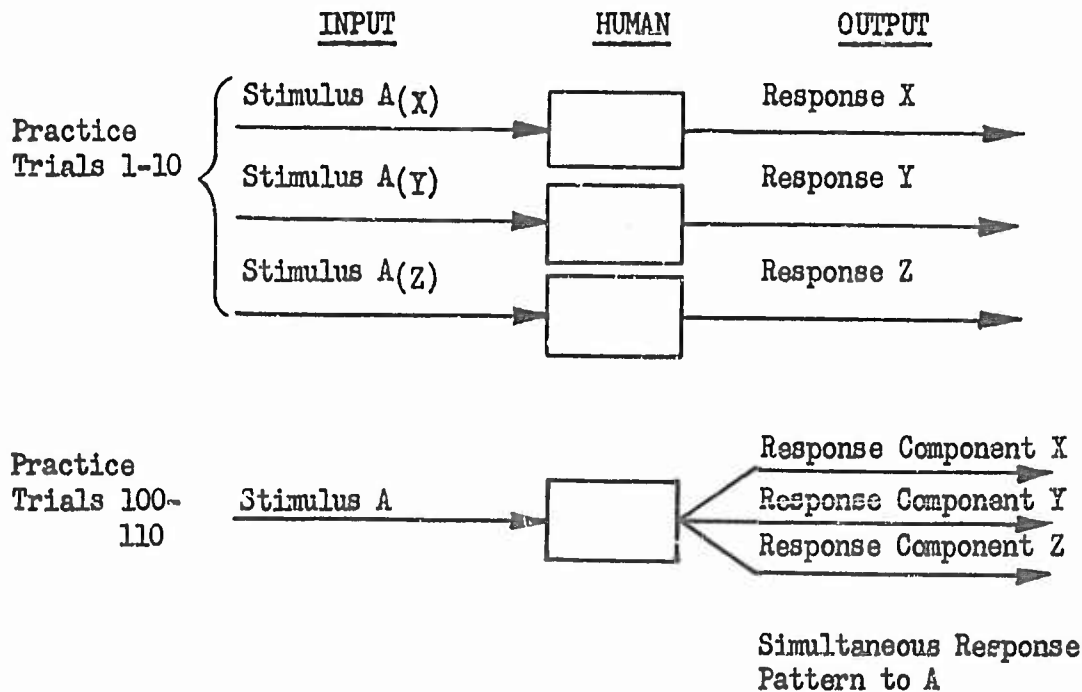 INPUT HUMAN OUTPUT
Stimulus A(X) Response X
Practice
Trials 1-10
Stimulus A(Y) Response Y
Stimulus A(Z) Response Z
Response Component X
Practice
Trials 100-
110
Stimulus A
Response Component Y
Response Component Z
Simultaneous Response
Pattern to A